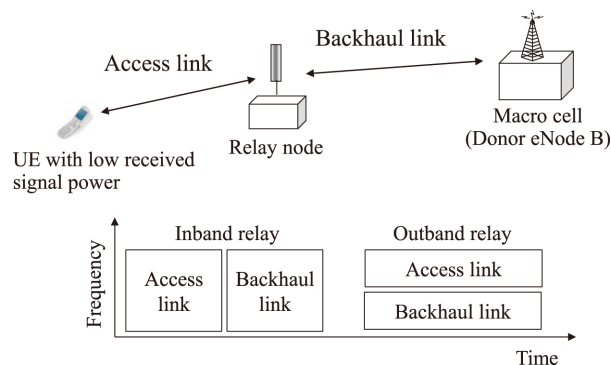 Backhaul link
Access link
Macro cell
(Donor eNode B)
Relay node
UE with low received
signal power
Inband relay
Outband relay
Frequency
Access
link
Backhaul
link
Access link
Backhaul link
Time